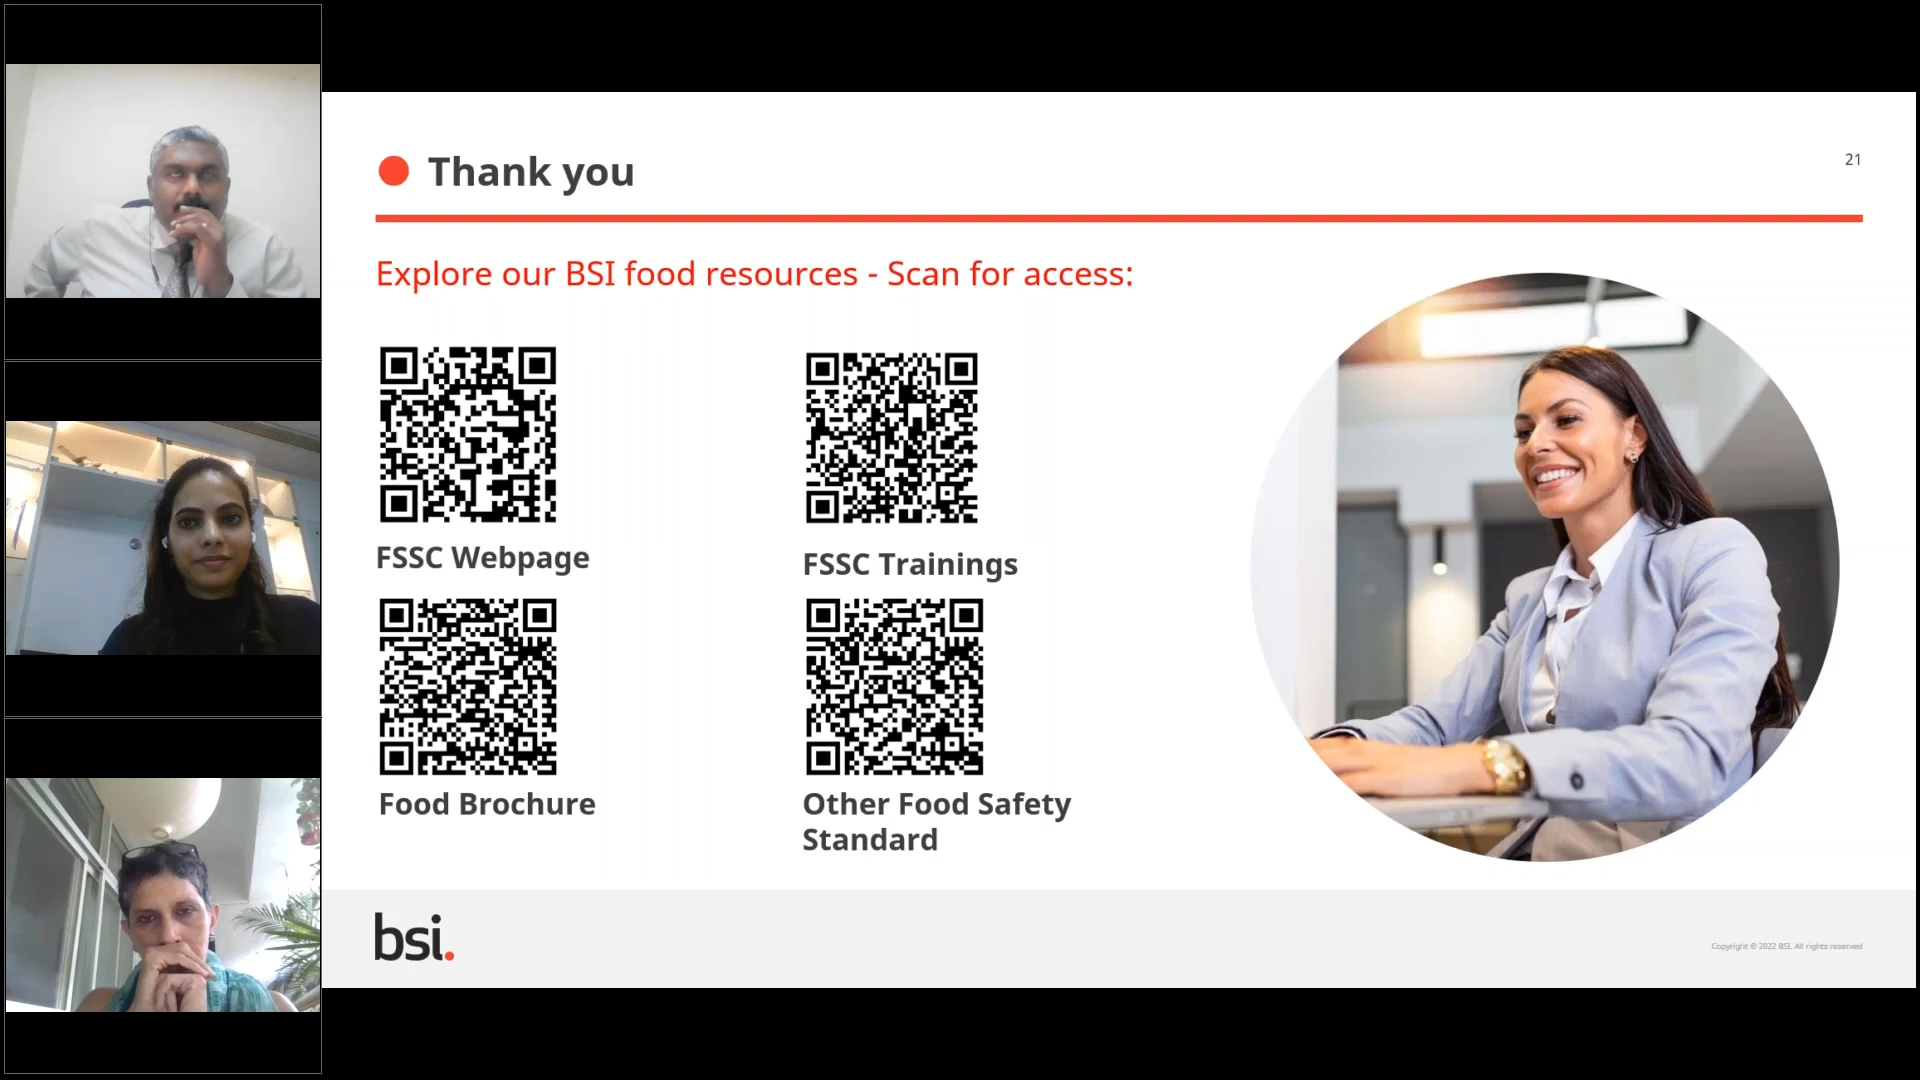 Thank you
21
Explore our BSI food resources - Scan for access:
FSSC Webpage
FSSC Trainings
Food Brochure
Other Food Safety
Standard
bsi.
Copyright © 2022 BSI. All rights reserved